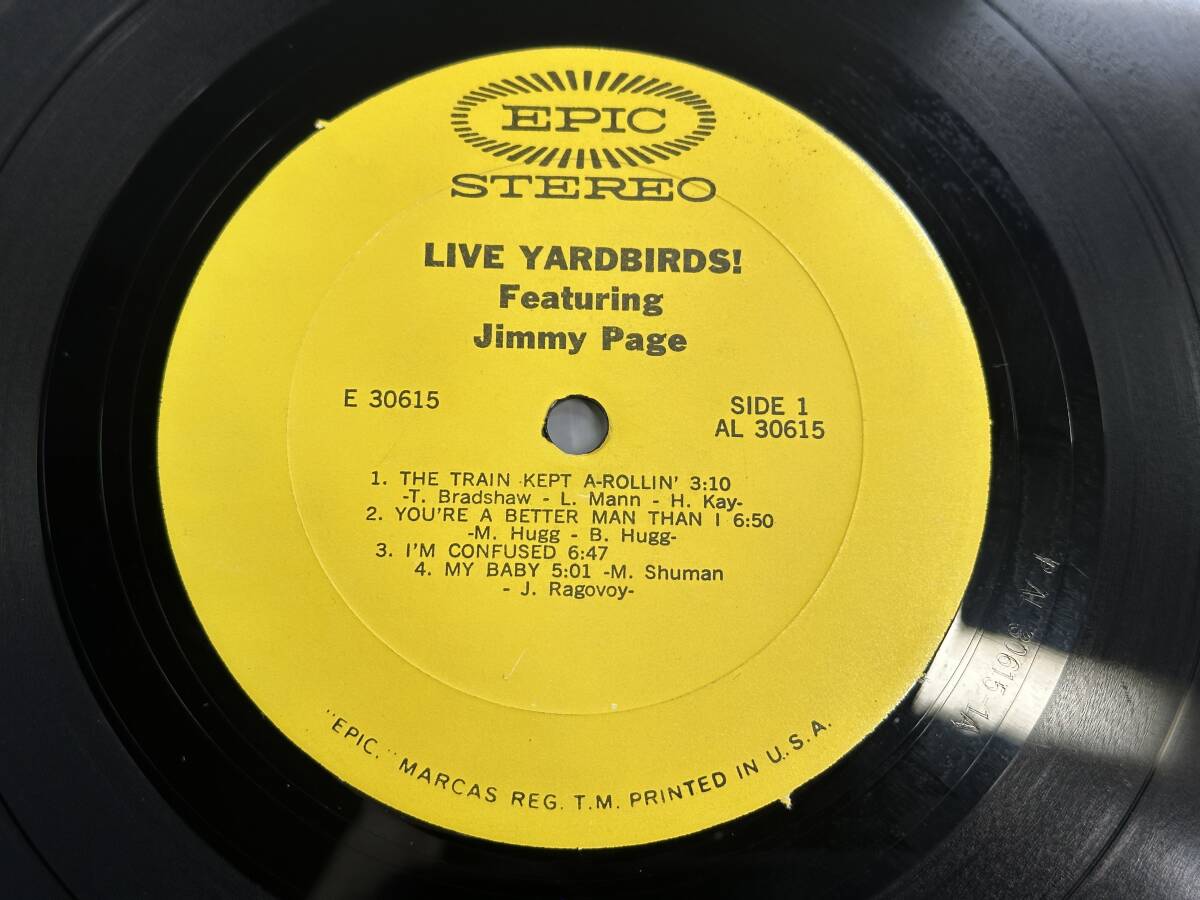 EPIC
STEREO
LIVE YARDBIRDS!
Featuring
Jimmy Page
E 30615
SIDE 1
AL 30615
1. THE TRAIN KEPT A-ROLLIN' 3:10
-T. Bradshaw - L. Mann - H. Kay-
2. YOU'RE A BETTER MAN THAN I 6:50
-M. Hugg - B. Hugg-
3. I'M CONFUSED 6:47
4. MY BABY 5:01 -M. Shuman
- J. Ragovoy-
"EPIC," MARCAS REG. T.M. PRINTED IN U.S.A.
30615-1A